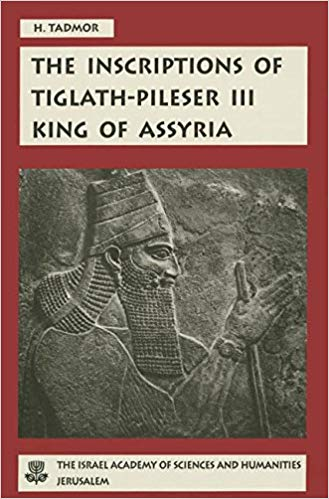 H. TADMOR
THE INSCRIPTIONS OF
TIGLATH-PILESER III
KING OF ASSYRIA
THE ISRAEL ACADEMY OF SCIENCES AND HUMANITIES
JERUSALEM